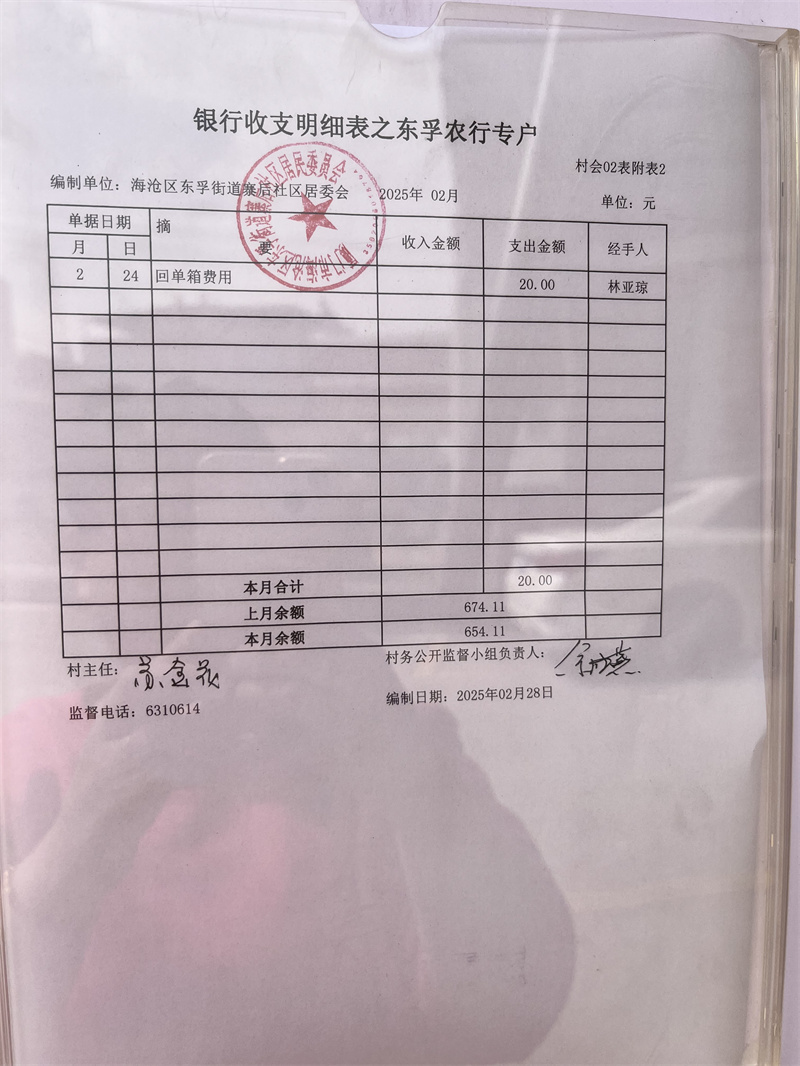 银行收支明细表之东孚农行专户
村会02表附表2
编制单位：海沧区东孚街道寨后社区居委会 2025年 02月 单位：元
单据日期 摘要 收入金额 支出金额 经手人
月 日
2 24 回单箱费用 20.00 林亚琼
本月合计 20.00
上月余额 674.11
本月余额 654.11
村主任： 村务公开监督小组负责人：
监督电话：6310614 编制日期：2025年02月28日